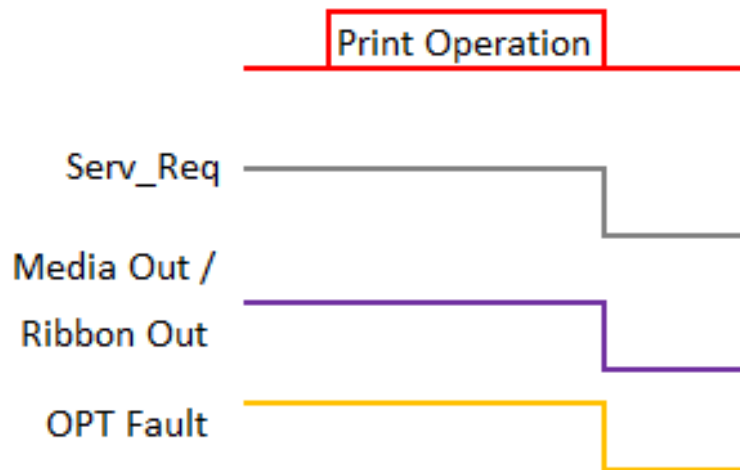 Print Operation
Serv_Req
Media Out /
Ribbon Out
OPT Fault